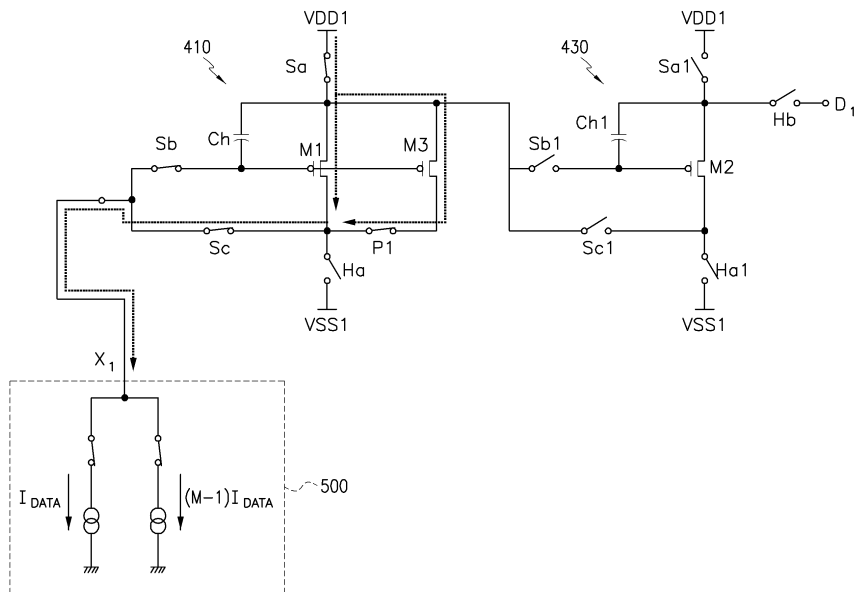 VDD1 VDD1
410 430
Sa Sa1
D1
Hb
Ch Ch1
Sb M1 M3 Sb1 M2
Sc P1 Sc1
Ha Ha1
VSS1 VSS1
X1
IDATA (M-1)IDATA 500